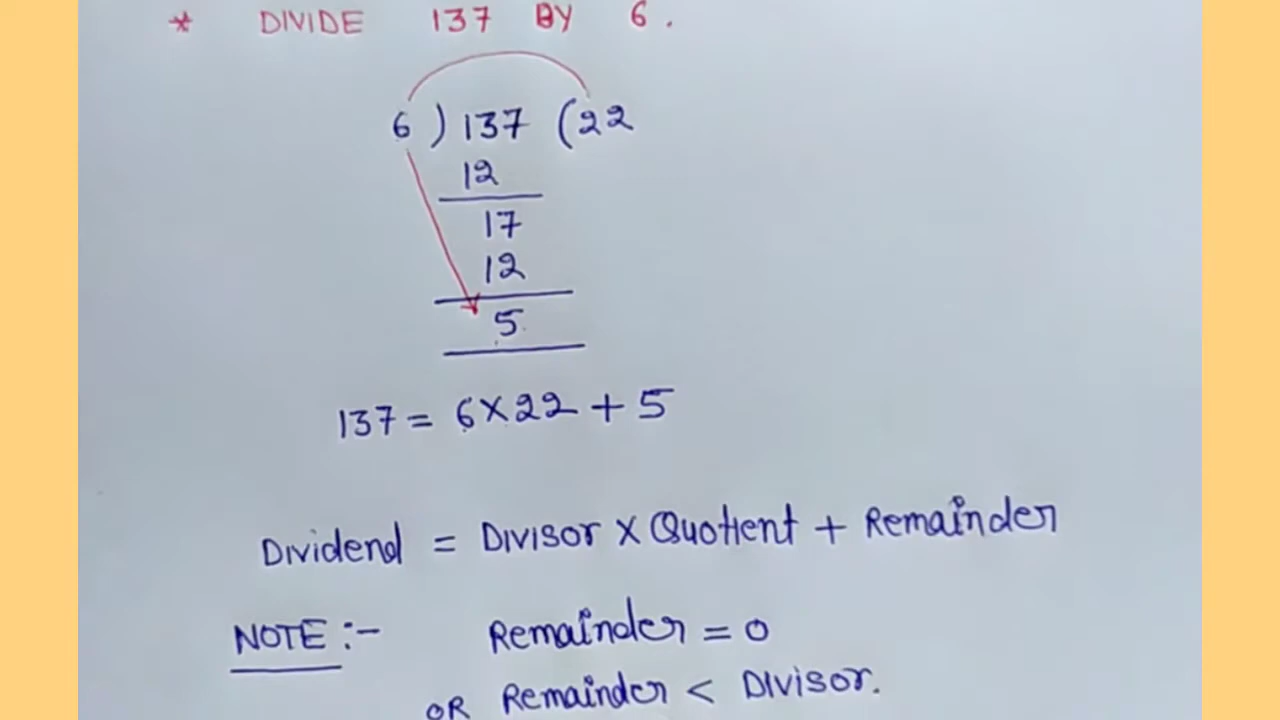 * DIVIDE 137 BY 6.
6 ) 137 ( 22
12
17
12
5
137 = 6 × 22 + 5
Dividend = Divisor × Quotient + Remainder
NOTE :- Remainder = 0
OR Remainder < Divisor.